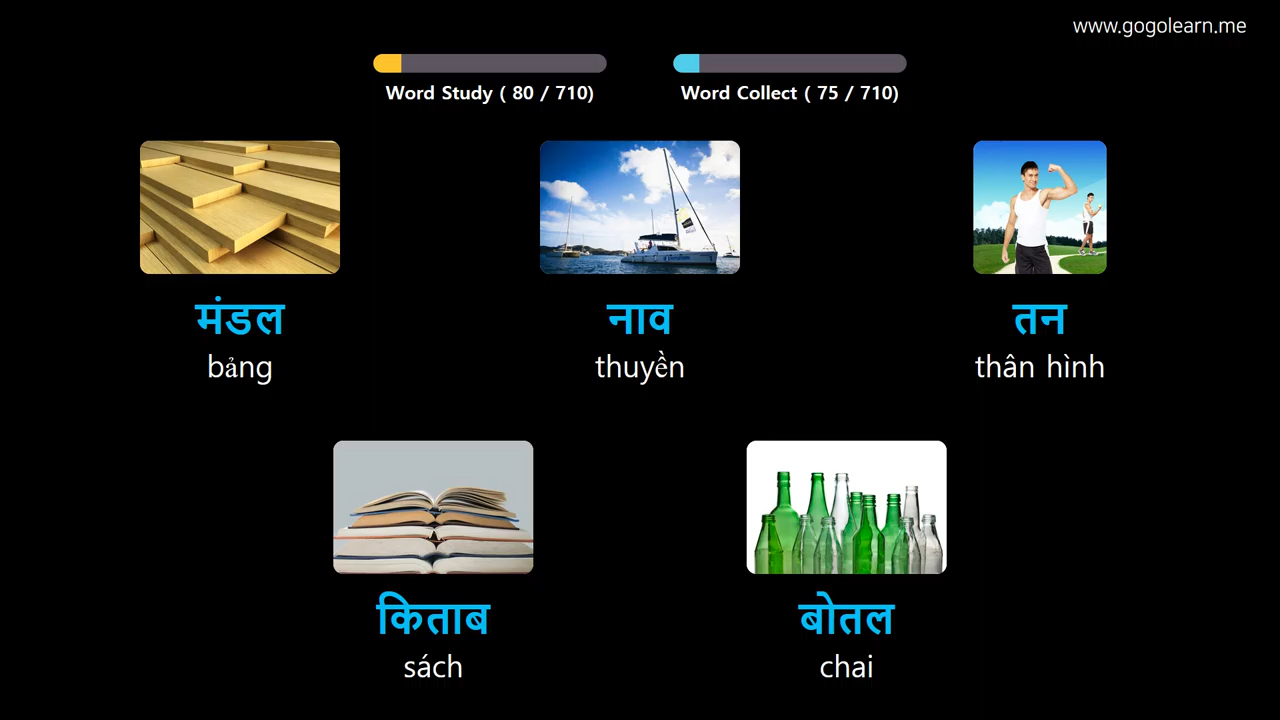 www.gogolearn.me
Word Study ( 80 / 710)
Word Collect ( 75 / 710)
मंडल
bảng
नाव
thuyền
तन
thân hình
किताब
sách
बोतल
chai